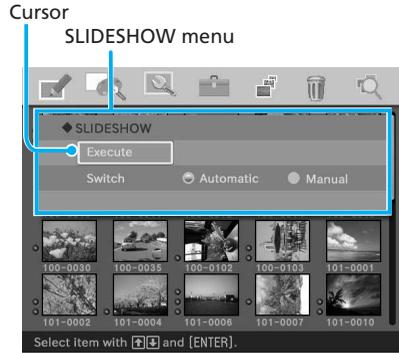 Cursor
SLIDESHOW menu
◆SLIDESHOW
Execute
Switch Automatic Manual
100-0030 100-0035 100-0102 100-0103 101-0001
101-0002 101-0004 101-0006 101-0007 101-0010
Select item with ↑↓ and [ENTER].